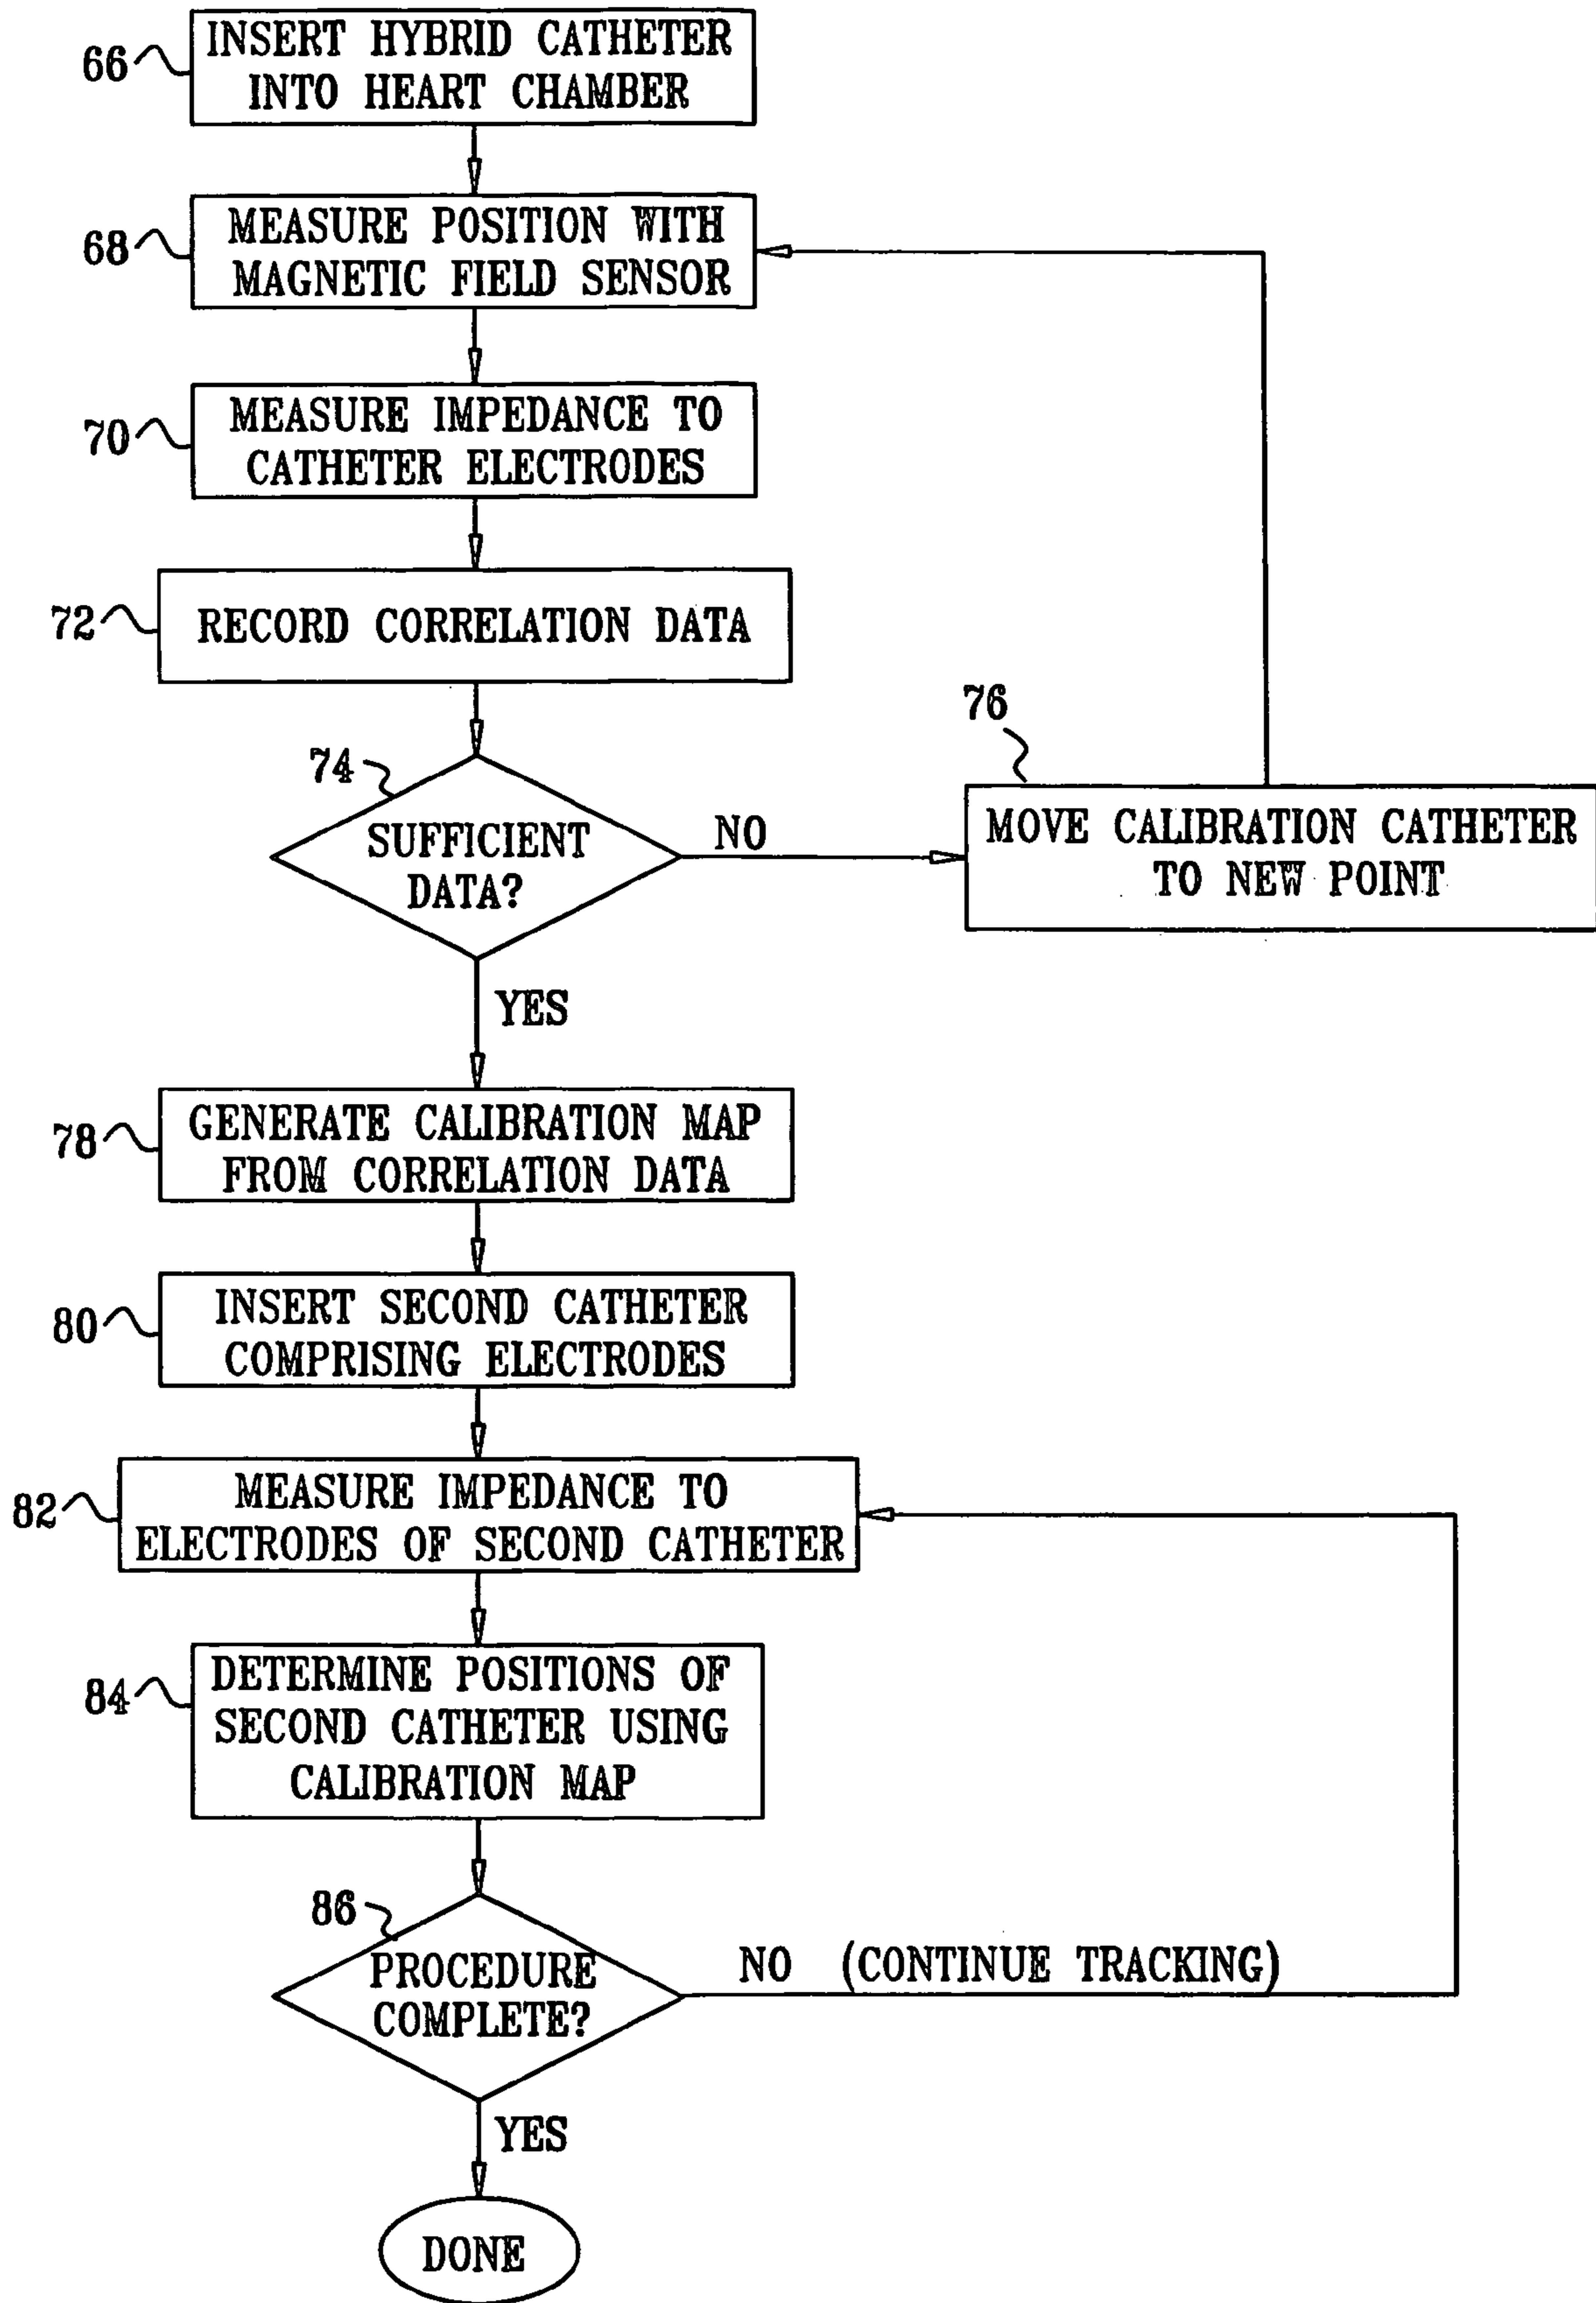 66
INSERT HYBRID CATHETER
INTO HEART CHAMBER
68
MEASURE POSITION WITH
MAGNETIC FIELD SENSOR
70
MEASURE IMPEDANCE TO
CATHETER ELECTRODES
72
RECORD CORRELATION DATA
74
SUFFICIENT
DATA?
NO
76
MOVE CALIBRATION CATHETER
TO NEW POINT
YES
78
GENERATE CALIBRATION MAP
FROM CORRELATION DATA
80
INSERT SECOND CATHETER
COMPRISING ELECTRODES
82
MEASURE IMPEDANCE TO
ELECTRODES OF SECOND CATHETER
84
DETERMINE POSITIONS OF
SECOND CATHETER USING
CALIBRATION MAP
86
PROCEDURE
COMPLETE?
NO (CONTINUE TRACKING)
YES
DONE